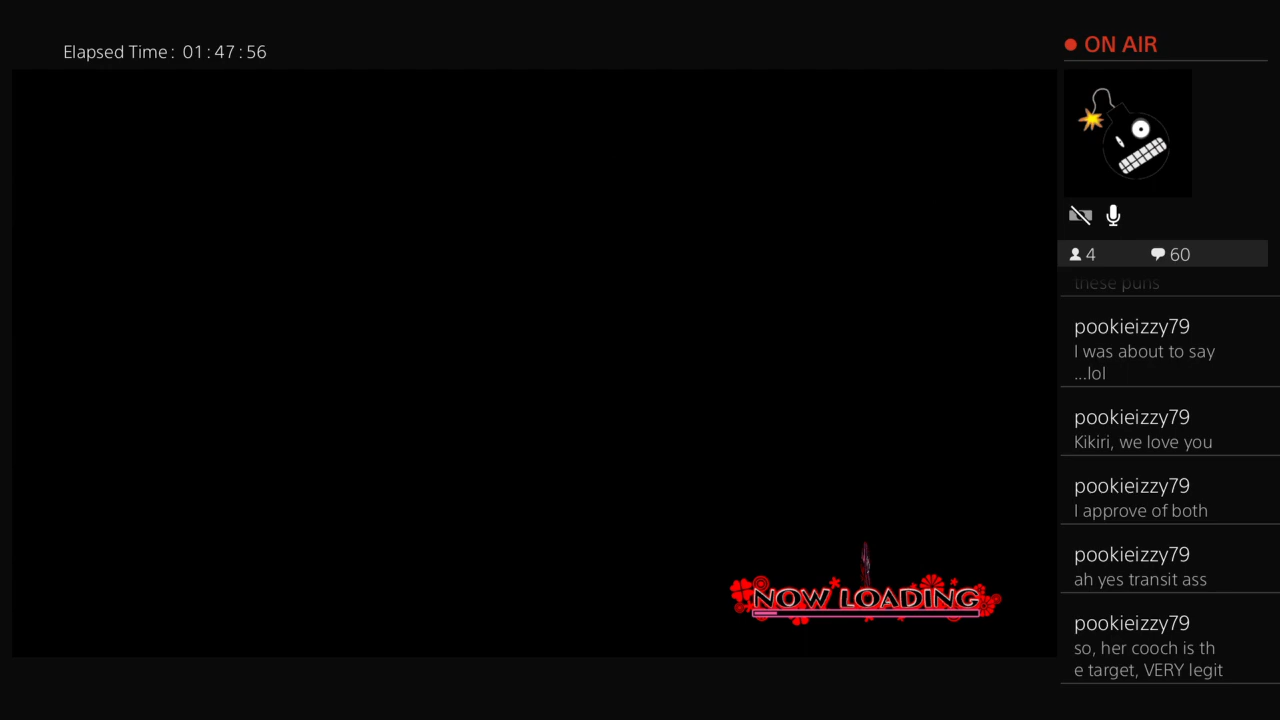 Elapsed Time: 01:47:56
ON AIR
4 60
these puns
pookieizzy79
I was about to say
...lol
pookieizzy79
Kikiri, we love you
pookieizzy79
I approve of both
pookieizzy79
ah yes transit ass
pookieizzy79
so, her cooch is th
e target, VERY legit
NOW LOADING